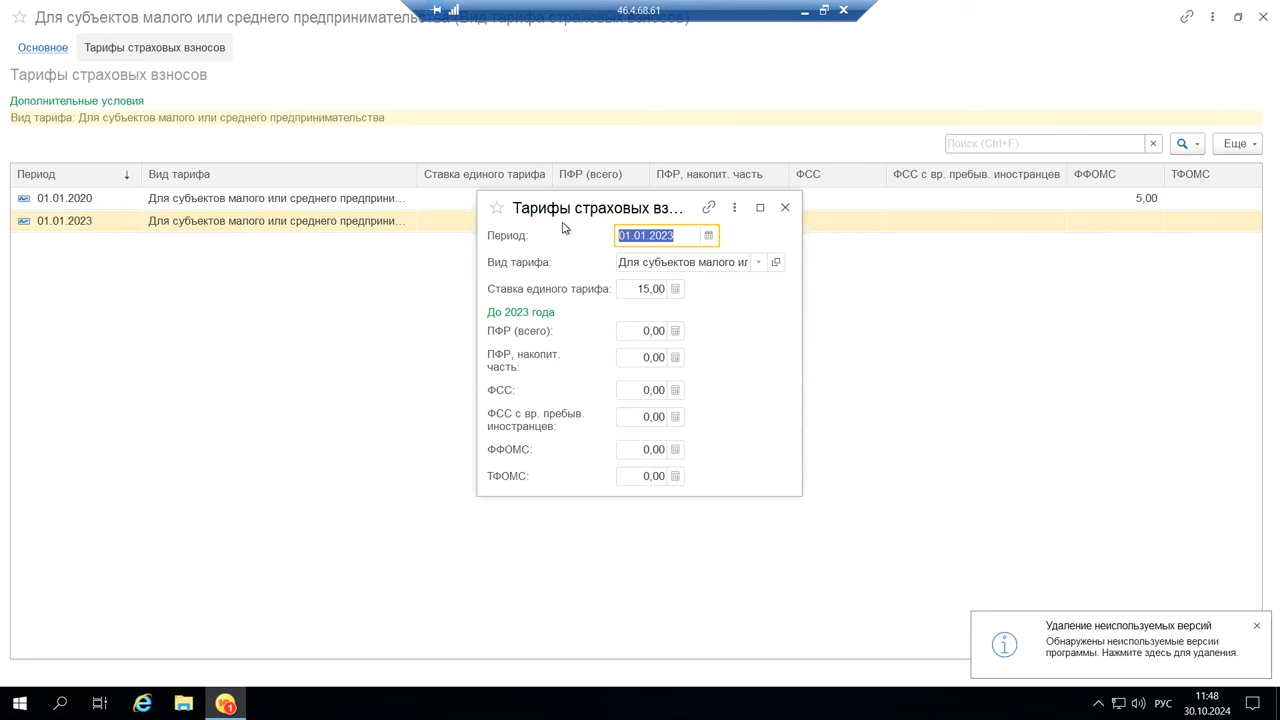 Для субъектов малого или среднего предпринимательства (Вид тарифа страховых взносов)
46.4.68.61
Основное
Тарифы страховых взносов
Тарифы страховых взносов
Дополнительные условия
Вид тарифа: Для субъектов малого или среднего предпринимательства
Поиск (Ctrl+F)
Еще
Период Вид тарифа Ставка единого тарифа ПФР (всего) ПФР, накопит. часть ФСС ФСС с вр. пребыв. иностранцев ФФОМС ТФОМС
01.01.2020 Для субъектов малого или среднего предприни... 5,00
01.01.2023 Для субъектов малого или среднего предприни...
Тарифы страховых вз...
Период: 01.01.2023
Вид тарифа: Для субъектов малого ил
Ставка единого тарифа: 15,00
До 2023 года
ПФР (всего): 0,00
ПФР, накопит.
часть: 0,00
ФСС: 0,00
ФСС с вр. пребыв.
иностранцев: 0,00
ФФОМС: 0,00
ТФОМС: 0,00
Удаление неиспользуемых версий
Обнаружены неиспользуемые версии
программы. Нажмите здесь для удаления.
1
РУС
11:48
30.10.2024